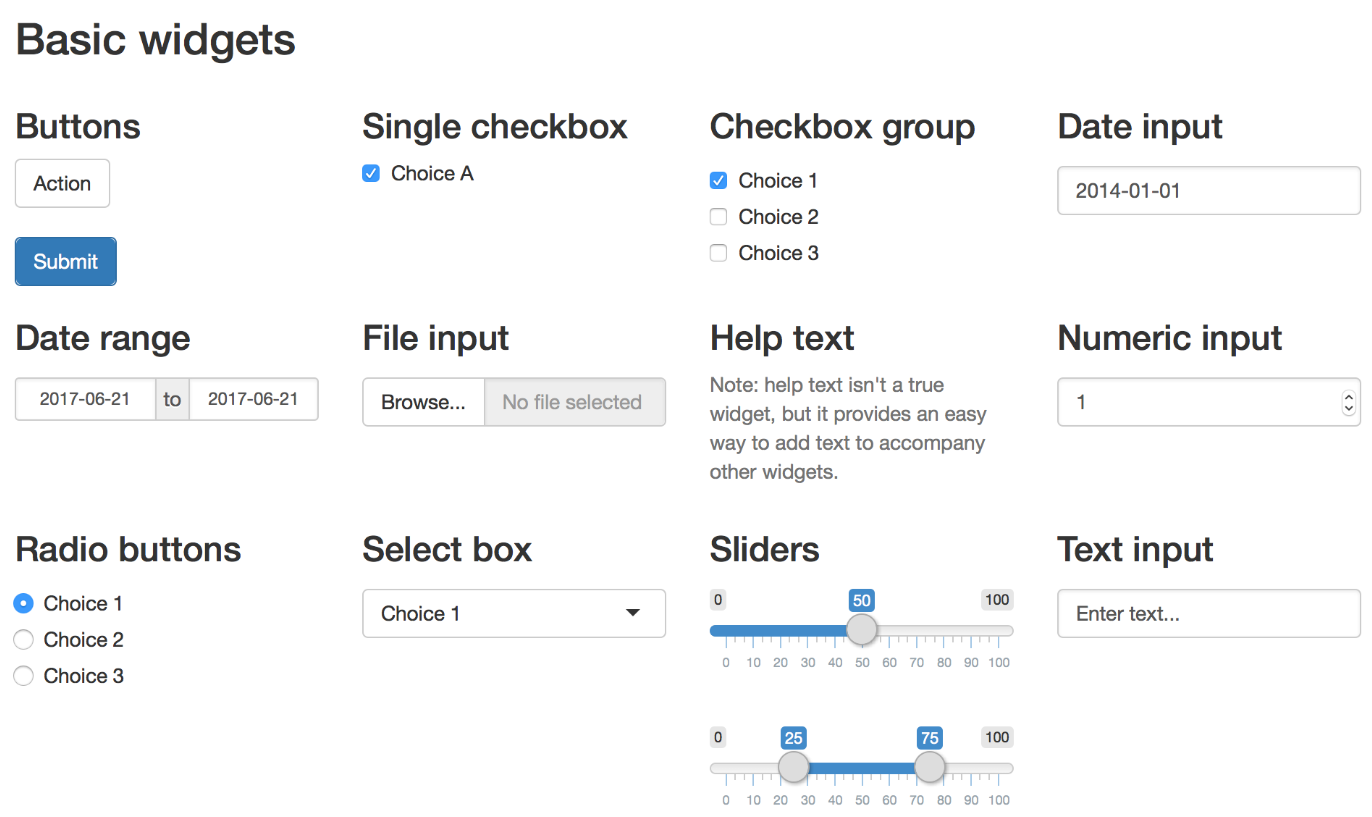 Basic widgets
Buttons
Action
Submit
Single checkbox
Choice A
Checkbox group
Choice 1
Choice 2
Choice 3
Date input
2014-01-01
Date range
2017-06-21 to 2017-06-21
File input
Browse... No file selected
Help text
Note: help text isn't a true
widget, but it provides an easy
way to add text to accompany
other widgets.
Numeric input
1
Radio buttons
Choice 1
Choice 2
Choice 3
Select box
Choice 1
Sliders
0 50 100
0 10 20 30 40 50 60 70 80 90 100
0 25 75 100
0 10 20 30 40 50 60 70 80 90 100
Text input
Enter text...